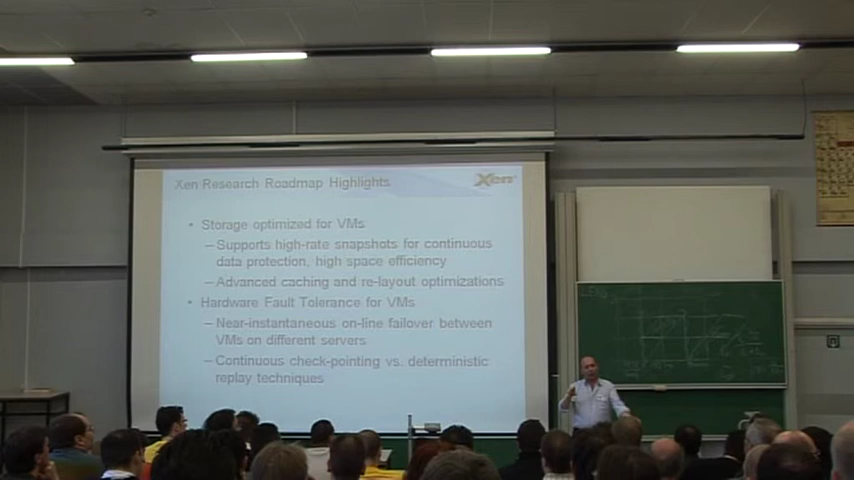 Xen Research Roadmap Highlights
Xen
• Storage optimized for VMs
– Supports high-rate snapshots for continuous
data protection, high space efficiency
– Advanced caching and re-layout optimizations
• Hardware Fault Tolerance for VMs
– Near-instantaneous on-line failover between
VMs on different servers
– Continuous check-pointing vs. deterministic
replay techniques